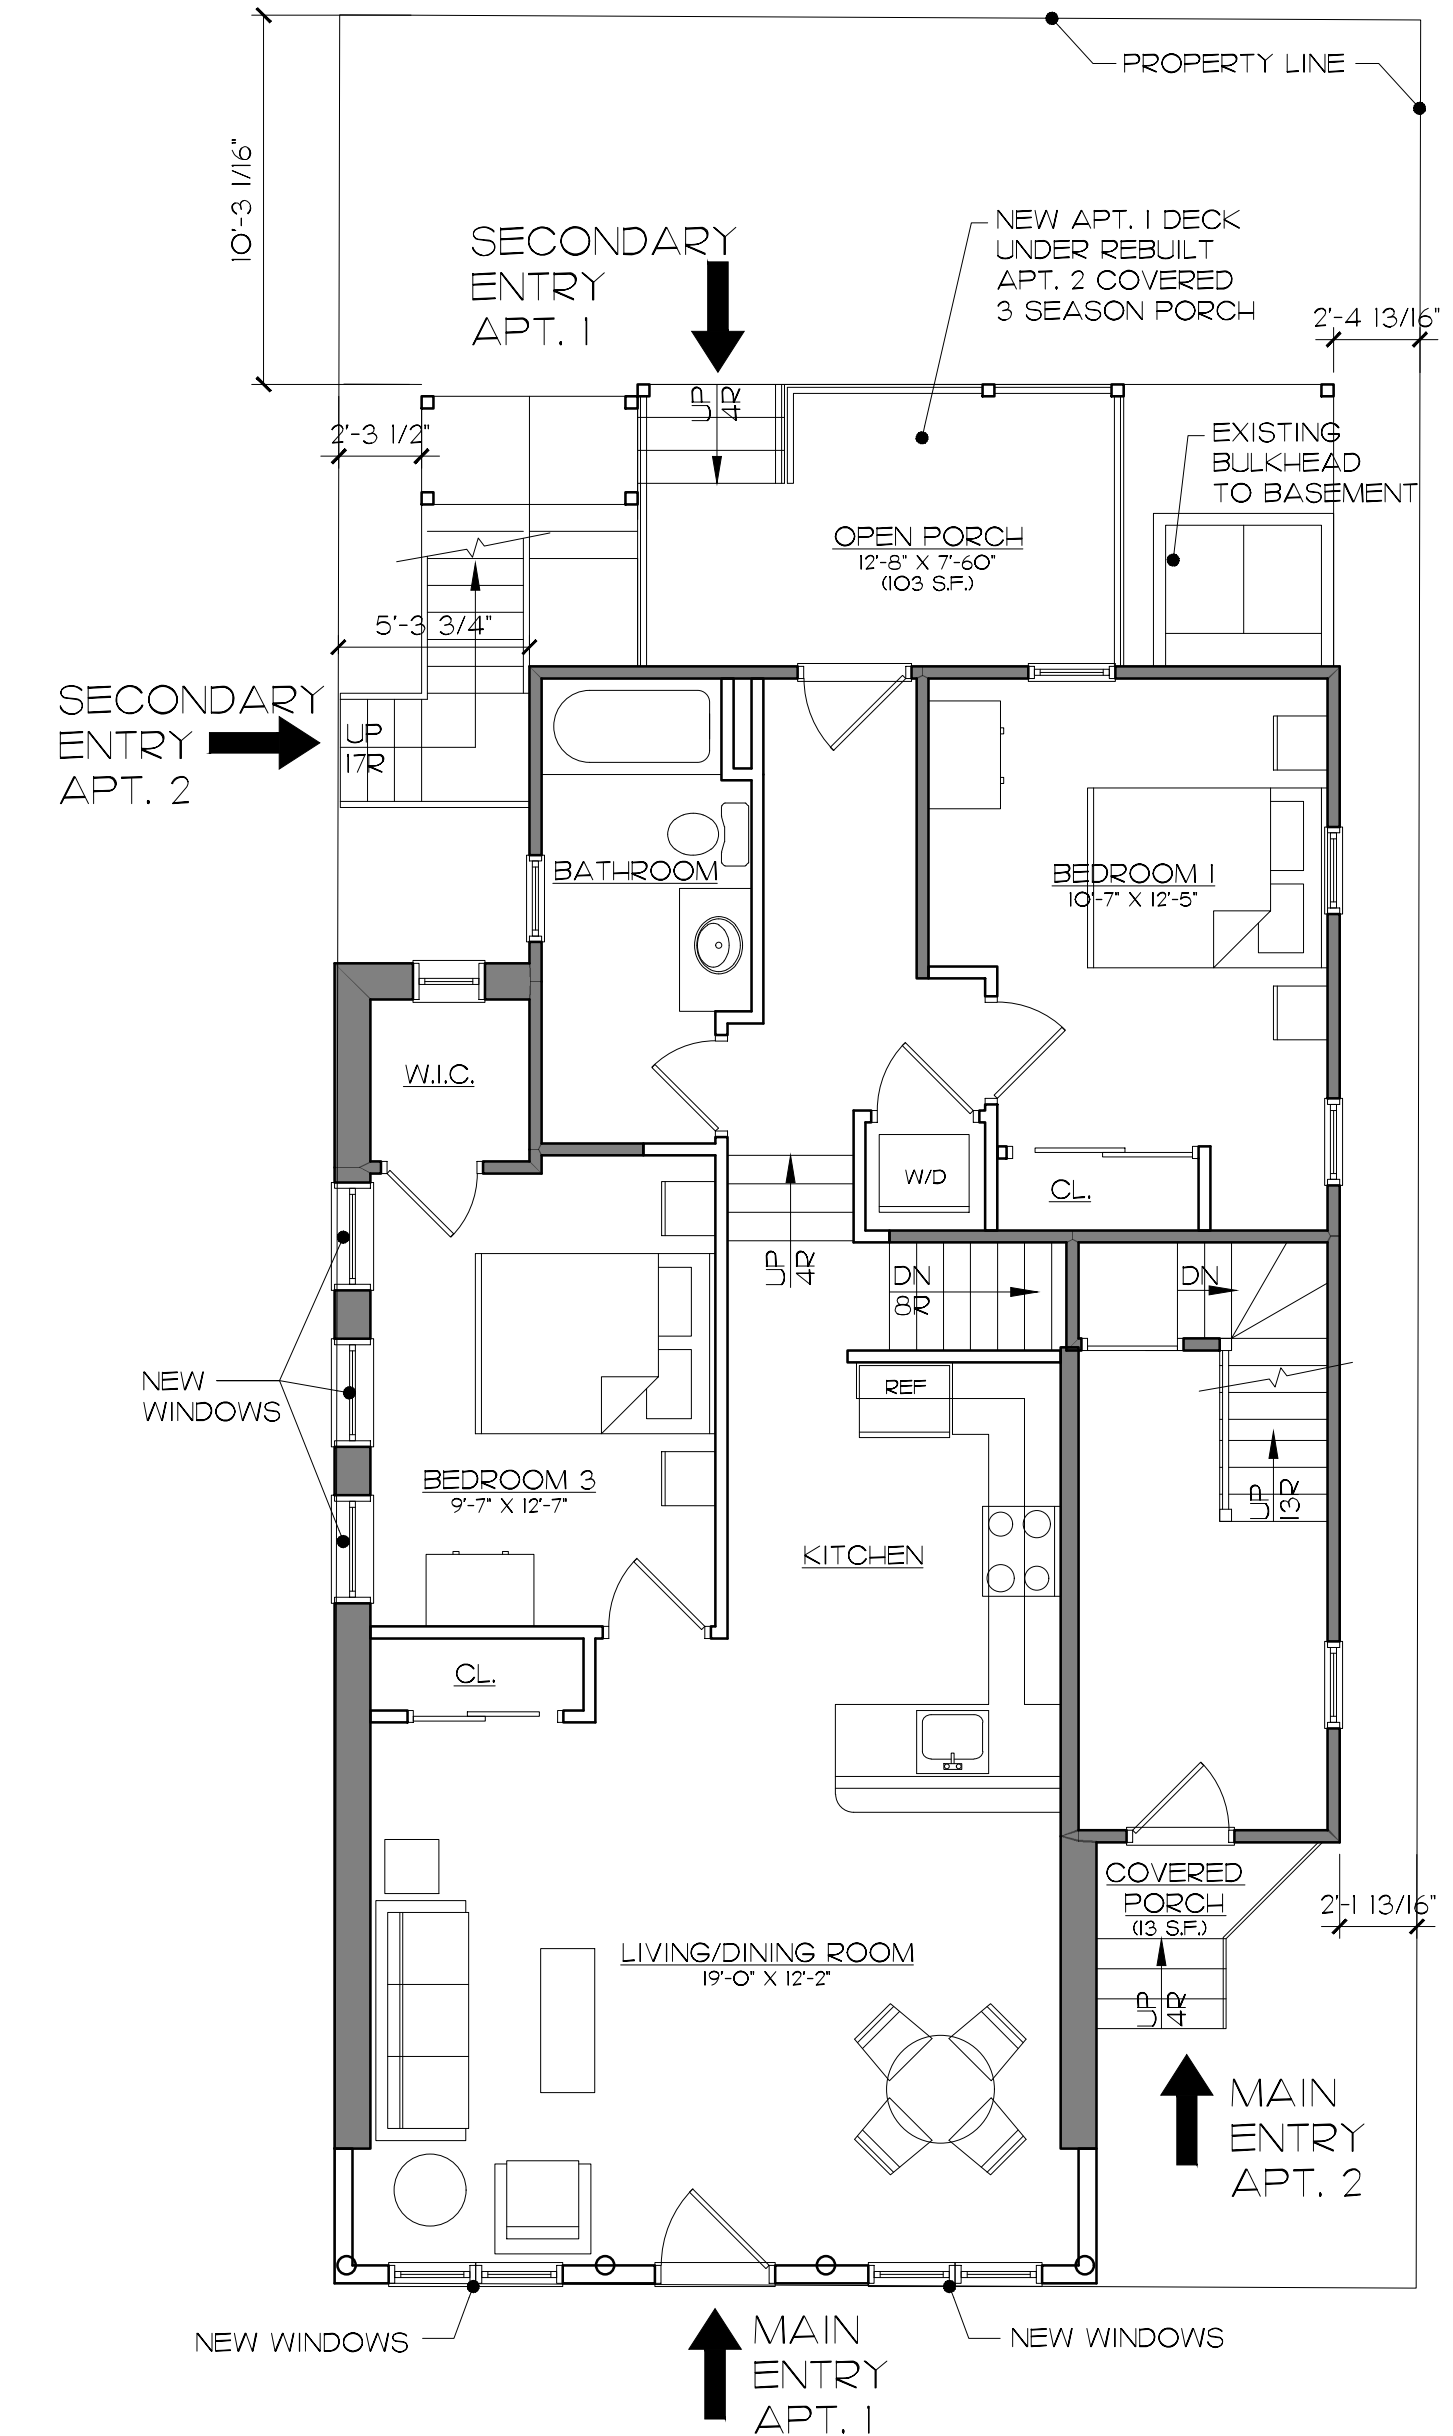 PROPERTY LINE
10'-3 1/16"
SECONDARY
ENTRY
APT. 1
NEW APT. 1 DECK
UNDER REBUILT
APT. 2 COVERED
3 SEASON PORCH
2'-4 13/16"
UP
4R
2'-3 1/2"
EXISTING
BULKHEAD
TO BASEMENT
OPEN PORCH
12'-8" X 7'-60"
(103 S.F.)
5'-3 3/4"
SECONDARY
ENTRY
APT. 2
UP
17R
BATHROOM
BEDROOM 1
10'-7" X 12'-5"
W.I.C.
W/D
CL.
UP
4R
DN
8R
DN
NEW
WINDOWS
REF
BEDROOM 3
9'-7" X 12'-7"
UP
13R
KITCHEN
CL.
COVERED
PORCH
(13 S.F.)
2'-1 13/16"
LIVING/DINING ROOM
19'-0" X 12'-2"
UP
4R
MAIN
ENTRY
APT. 2
NEW WINDOWS
MAIN
ENTRY
APT. 1
NEW WINDOWS